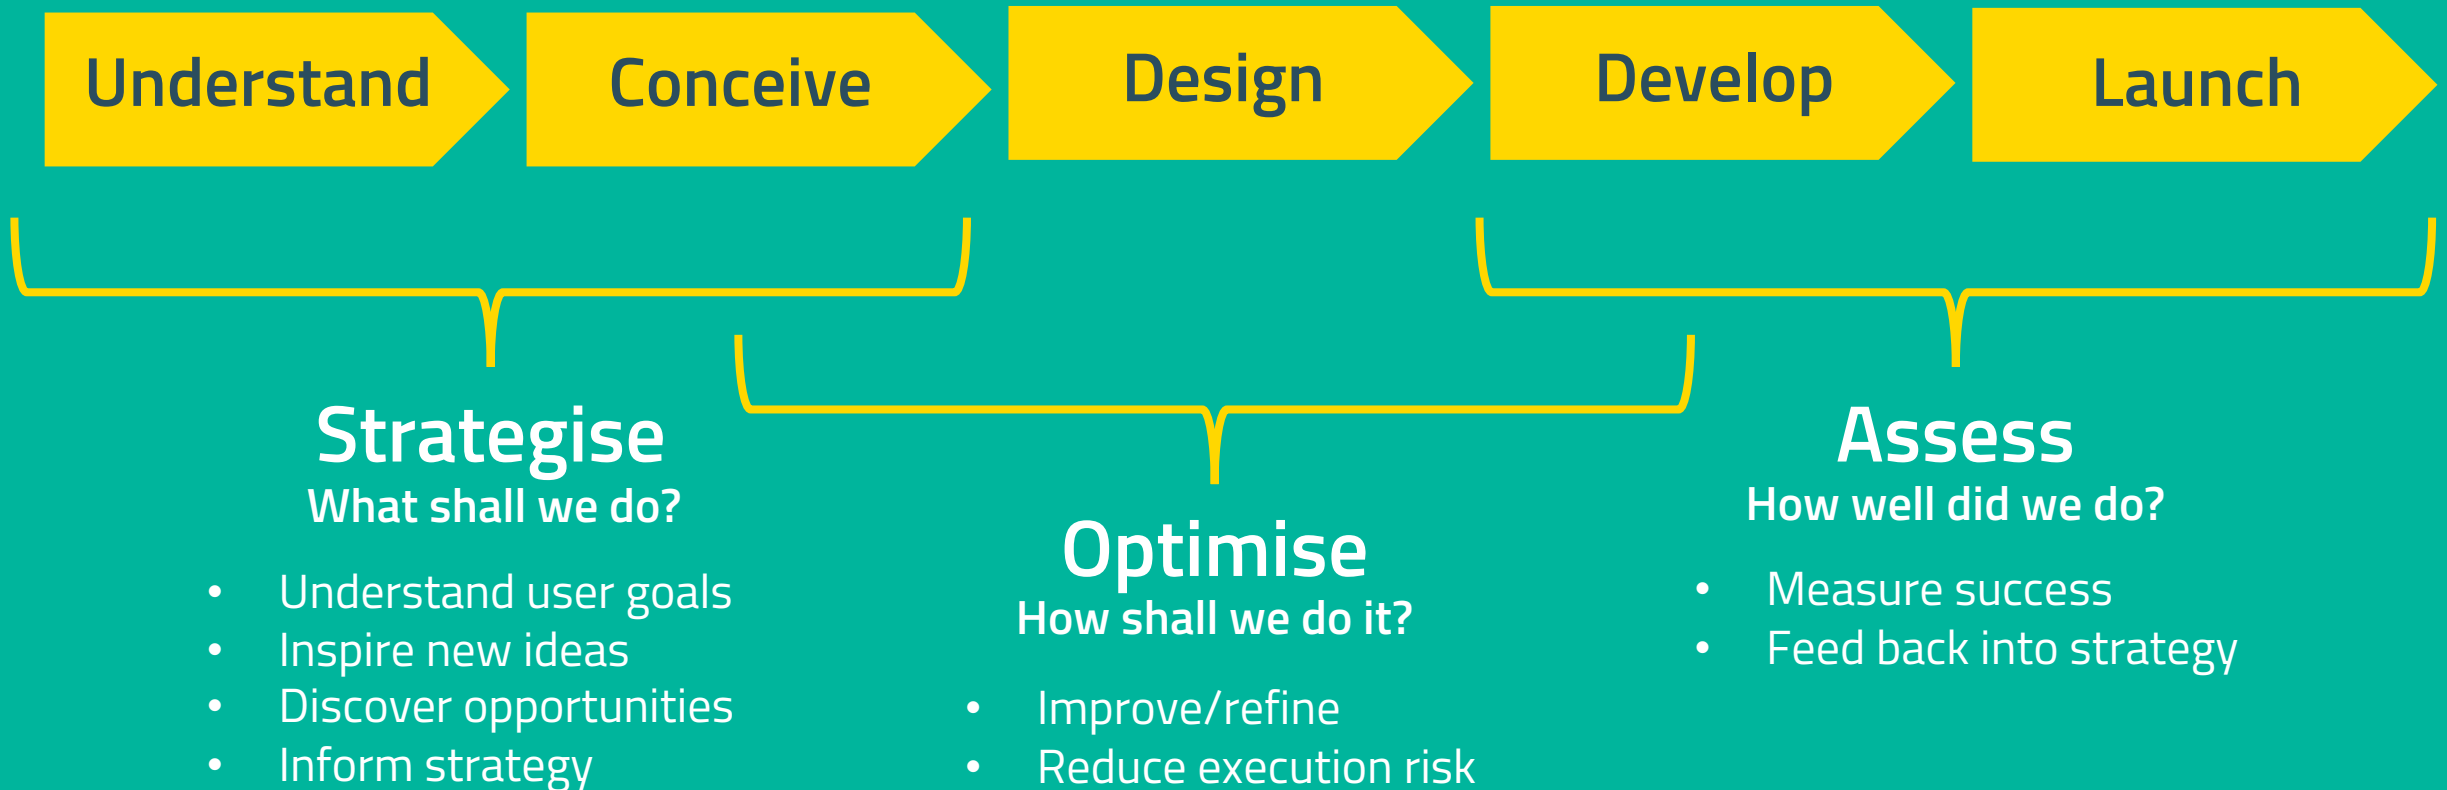 Understand
Conceive
Design
Develop
Launch
Strategise
What shall we do?
• Understand user goals
• Inspire new ideas
• Discover opportunities
• Inform strategy
Optimise
How shall we do it?
• Improve/refine
• Reduce execution risk
Assess
How well did we do?
• Measure success
• Feed back into strategy